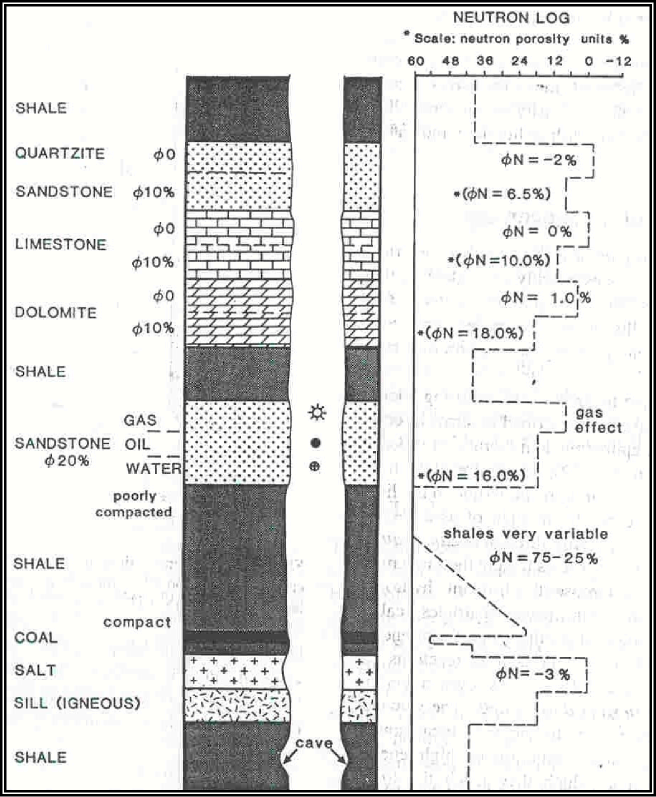 NEUTRON LOG
* Scale: neutron porosity units %
60 48 36 24 12 0 -12
SHALE
QUARTZITE ϕ0
ϕN = -2%
SANDSTONE ϕ10%
*(ϕN = 6.5%)
ϕ0
ϕN = 0%
LIMESTONE
ϕ10%
*(ϕN = 10.0%)
ϕ0
ϕN = 1.0%
DOLOMITE
ϕ10%
*(ϕN = 18.0%)
SHALE
GAS
gas
effect
SANDSTONE OIL
ϕ20%
WATER
*(ϕN = 16.0%)
poorly
compacted
shales very variable
ϕN = 75-25%
SHALE
compact
COAL
SALT
ϕN = -3%
SILL (IGNEOUS)
cave
SHALE